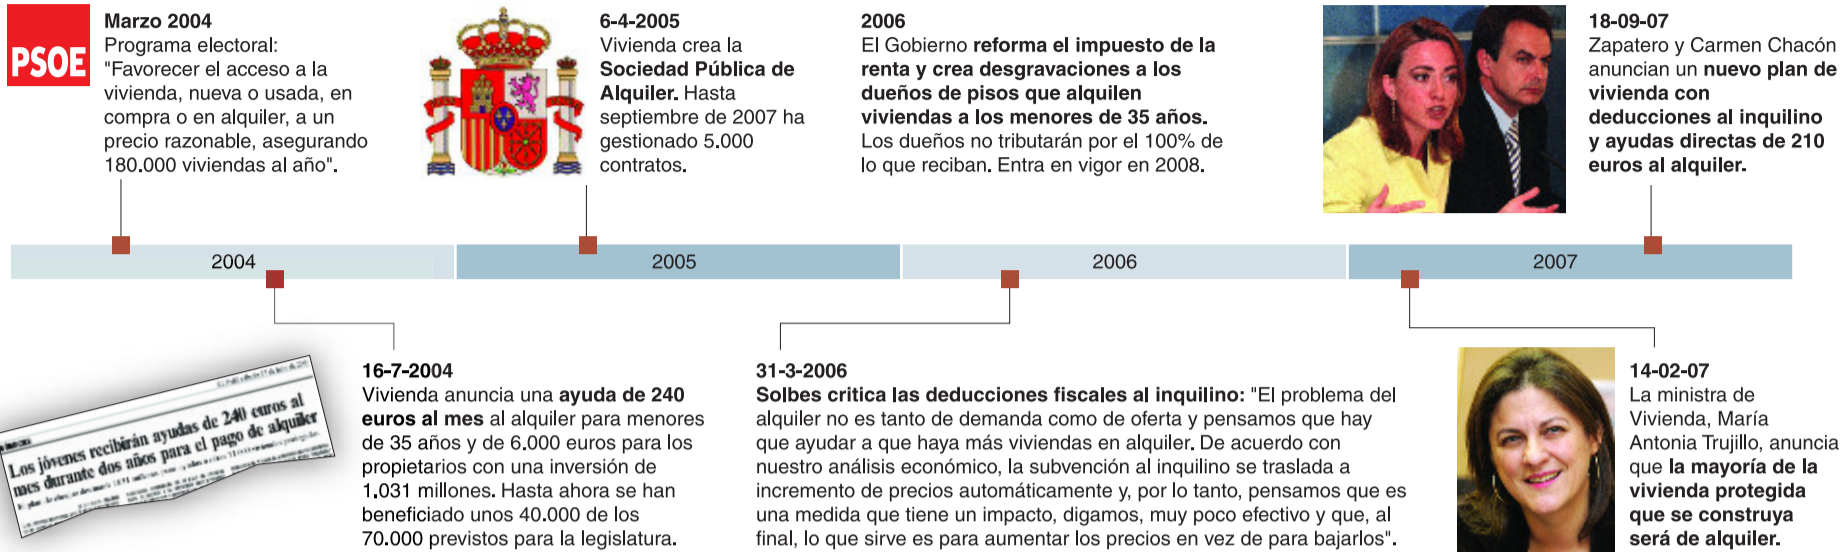 PSOE
Marzo 2004
Programa electoral:
"Favorecer el acceso a la
vivienda, nueva o usada, en
compra o en alquiler, a un
precio razonable, asegurando
180.000 viviendas al año".
6-4-2005
Vivienda crea la
Sociedad Pública de
Alquiler. Hasta
septiembre de 2007 ha
gestionado 5.000
contratos.
2006
El Gobierno reforma el impuesto de la
renta y crea desgravaciones a los
dueños de pisos que alquilen
viviendas a los menores de 35 años.
Los dueños no tributarán por el 100% de
lo que reciban. Entra en vigor en 2008.
18-09-07
Zapatero y Carmen Chacón
anuncian un nuevo plan de
vivienda con
deducciones al inquilino
y ayudas directas de 210
euros al alquiler.
2004
2005
2006
2007
Los jóvenes recibirán ayudas de 240 euros al
mes durante dos años para el pago de alquiler
16-7-2004
Vivienda anuncia una ayuda de 240
euros al mes al alquiler para menores
de 35 años y de 6.000 euros para los
propietarios con una inversión de
1.031 millones. Hasta ahora se han
beneficiado unos 40.000 de los
70.000 previstos para la legislatura.
31-3-2006
Solbes critica las deducciones fiscales al inquilino: "El problema del
alquiler no es tanto de demanda como de oferta y pensamos que hay
que ayudar a que haya más viviendas en alquiler. De acuerdo con
nuestro análisis económico, la subvención al inquilino se traslada a
incremento de precios automáticamente y, por lo tanto, pensamos que es
una medida que tiene un impacto, digamos, muy poco efectivo y que, al
final, lo que sirve es para aumentar los precios en vez de para bajarlos".
14-02-07
La ministra de
Vivienda, María
Antonia Trujillo, anuncia
que la mayoría de la
vivienda protegida
que se construya
será de alquiler.